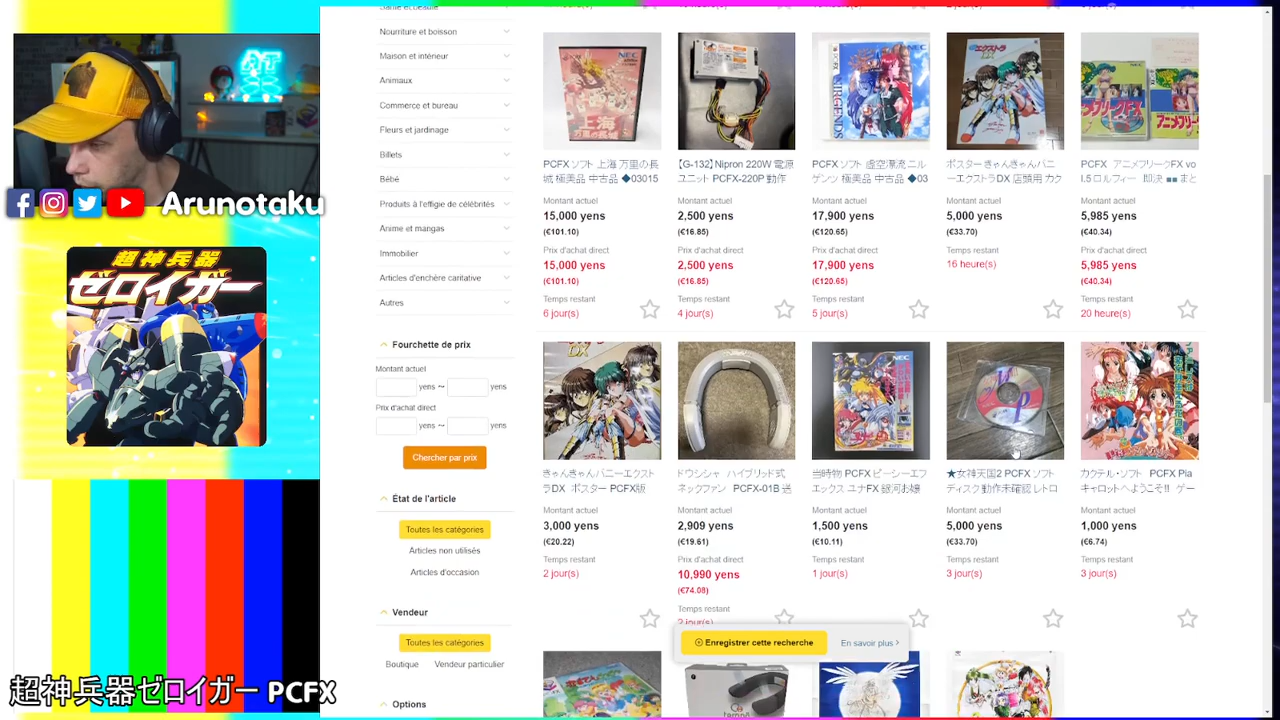 Santé et beauté
Nourriture et boisson
Maison et intérieur
Animaux
Commerce et bureau
Fleurs et jardinage
Billets
Bébé
Produits à l'effigie de célébrités
Anime et mangas
Immobilier
Articles d'enchère caritative
Autres
Fourchette de prix
Montant actuel
yens ~ yens
Prix d'achat direct
yens ~ yens
Chercher par prix
État de l'article
Toutes les catégories
Articles non utilisés
Articles d'occasion
Vendeur
Toutes les catégories
Boutique Vendeur particulier
Options
PCFX ソフト 上海 万里の長
城 極美品 中古品 ◆03015
Montant actuel
15,000 yens
(€101.10)
Prix d'achat direct
15,000 yens
(€101.10)
Temps restant
6 jour(s)
【G-132】Nipron 220W 電源
ユニット PCFX-220P 動作
Montant actuel
2,500 yens
(€16.85)
Prix d'achat direct
2,500 yens
(€16.85)
Temps restant
4 jour(s)
PCFX ソフト 虚空漂流 ニル
ゲンツ 極美品 中古品 ◆03
Montant actuel
17,900 yens
(€120.65)
Prix d'achat direct
17,900 yens
(€120.65)
Temps restant
5 jour(s)
ポスター きゃんきゃんバニ
ーエクストラDX 店頭用 カク
Montant actuel
5,000 yens
(€33.70)
Temps restant
16 heure(s)
PCFX アニメフリークFX vo
l.5 ロルフィー 即決 ■■ まと
Montant actuel
5,985 yens
(€40.34)
Prix d'achat direct
5,985 yens
(€40.34)
Temps restant
20 heure(s)
きゃんきゃんバニーエクスト
ラDX ポスター PCFX版
Montant actuel
3,000 yens
(€20.22)
Temps restant
2 jour(s)
ドウシシャ ハイブリッド式
ネックファン PCFX-01B 送
Montant actuel
2,909 yens
(€19.61)
Prix d'achat direct
10,990 yens
(€74.08)
Temps restant
2 jour(s)
当時物 PCFX ピーシーエフ
エックス ユナFX 銀河お嬢
Montant actuel
1,500 yens
(€10.11)
Temps restant
1 jour(s)
★女神天国2 PCFX ソフト
ディスク 動作未確認 レトロ
Montant actuel
5,000 yens
(€33.70)
Temps restant
3 jour(s)
カクテル・ソフト PCFX Pia
キャロットへようこそ!! ゲー
Montant actuel
1,000 yens
(€6.74)
Temps restant
3 jour(s)
Enregistrer cette recherche
En savoir plus
NEC
NEC
NEC
DX
Arunotaku
超神兵器
ゼロイガー
超神兵器ゼロイガー PCFX